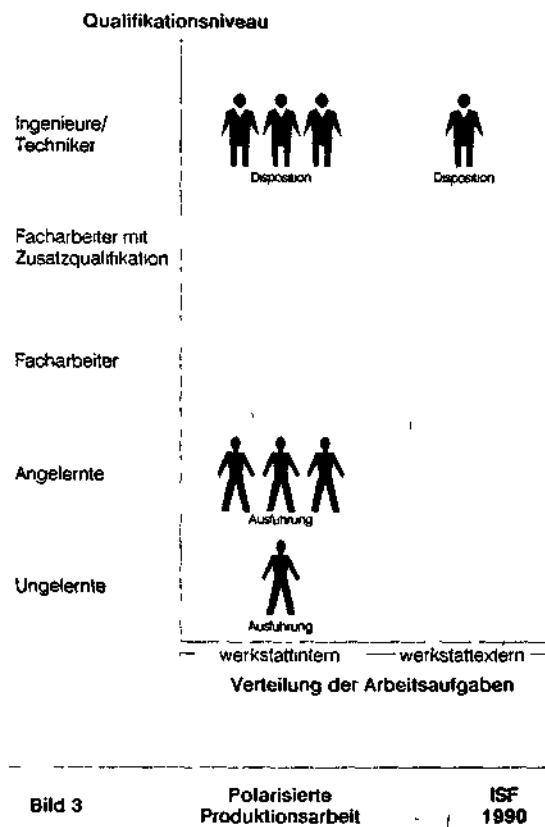 Qualifikationsniveau
Ingenieure/
Techniker
Disposition
Disposition
Facharbeiter mit
Zusatzqualifikation
Facharbeiter
Angelernte
Ausführung
Ungelernte
Ausführung
werkstattintern
werkstattextern
Verteilung der Arbeitsaufgaben
Bild 3
Polarisierte
Produktionsarbeit
ISF
1990